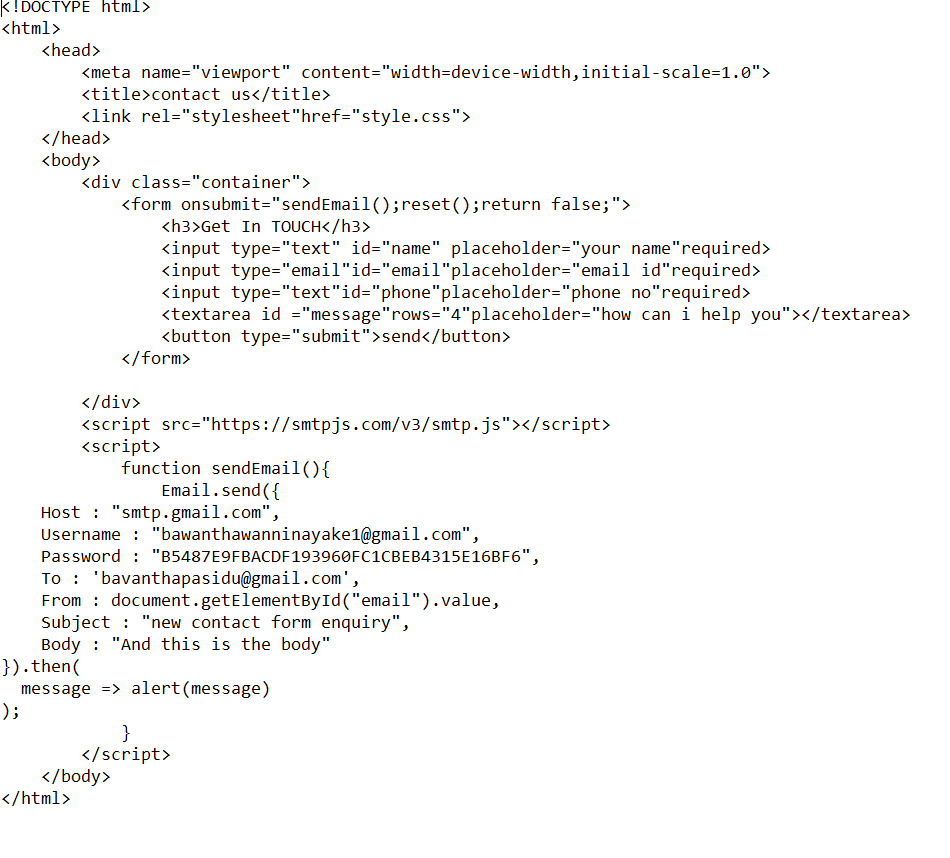 <!DOCTYPE html>
<html>
    <head>
        <meta name="viewport" content="width=device-width,initial-scale=1.0">
        <title>contact us</title>
        <link rel="stylesheet"href="style.css">
    </head>
    <body>
        <div class="container">
            <form onsubmit="sendEmail();reset();return false;">
                <h3>Get In TOUCH</h3>
                <input type="text" id="name" placeholder="your name"required>
                <input type="email"id="email"placeholder="email id"required>
                <input type="text"id="phone"placeholder="phone no"required>
                <textarea id ="message"rows="4"placeholder="how can i help you"></textarea>
                <button type="submit">send</button>
            </form>

        </div>
        <script src="https://smtpjs.com/v3/smtp.js"></script>
        <script>
            function sendEmail(){
                Email.send({
    Host : "smtp.gmail.com",
    Username : "bawanthawanninayake1@gmail.com",
    Password : "B5487E9FBACDF193960FC1CBEB4315E16BF6",
    To : 'bavanthapasidu@gmail.com',
    From : document.getElementById("email").value,
    Subject : "new contact form enquiry",
    Body : "And this is the body"
}).then(
  message => alert(message)
);
            }
        </script>
    </body>
</html>